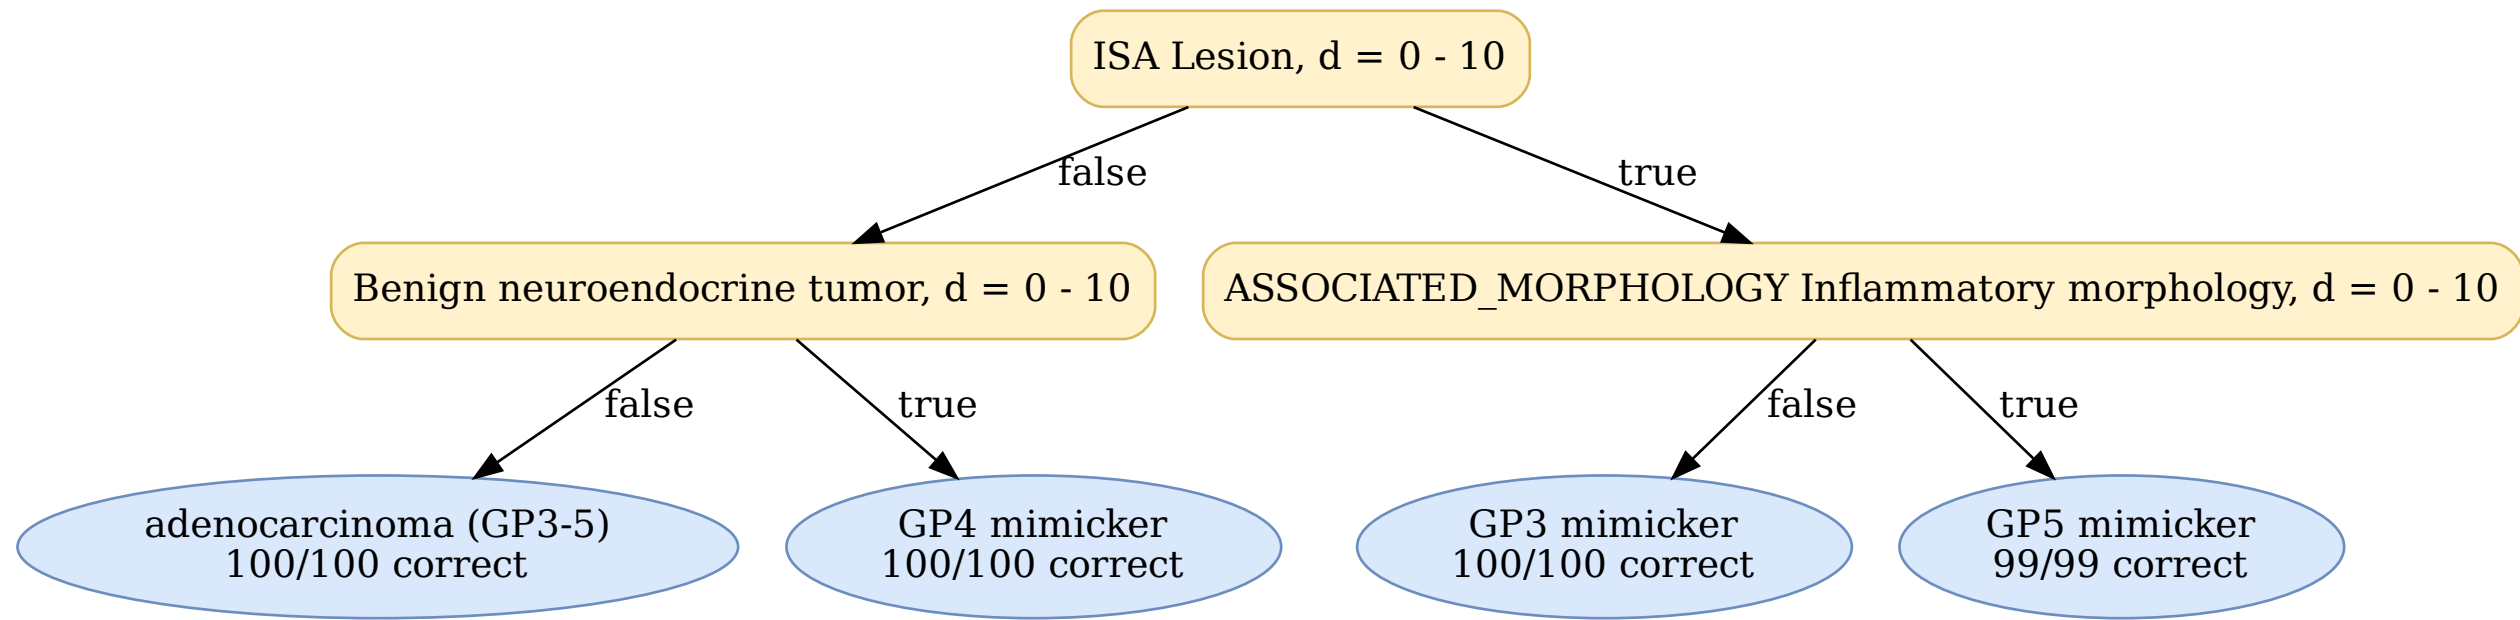 ISA Lesion, d = 0 - 10
false
true
Benign neuroendocrine tumor, d = 0 - 10
ASSOCIATED_MORPHOLOGY Inflammatory morphology, d = 0 - 10
false
true
false
true
adenocarcinoma (GP3-5)
100/100 correct
GP4 mimicker
100/100 correct
GP3 mimicker
100/100 correct
GP5 mimicker
99/99 correct